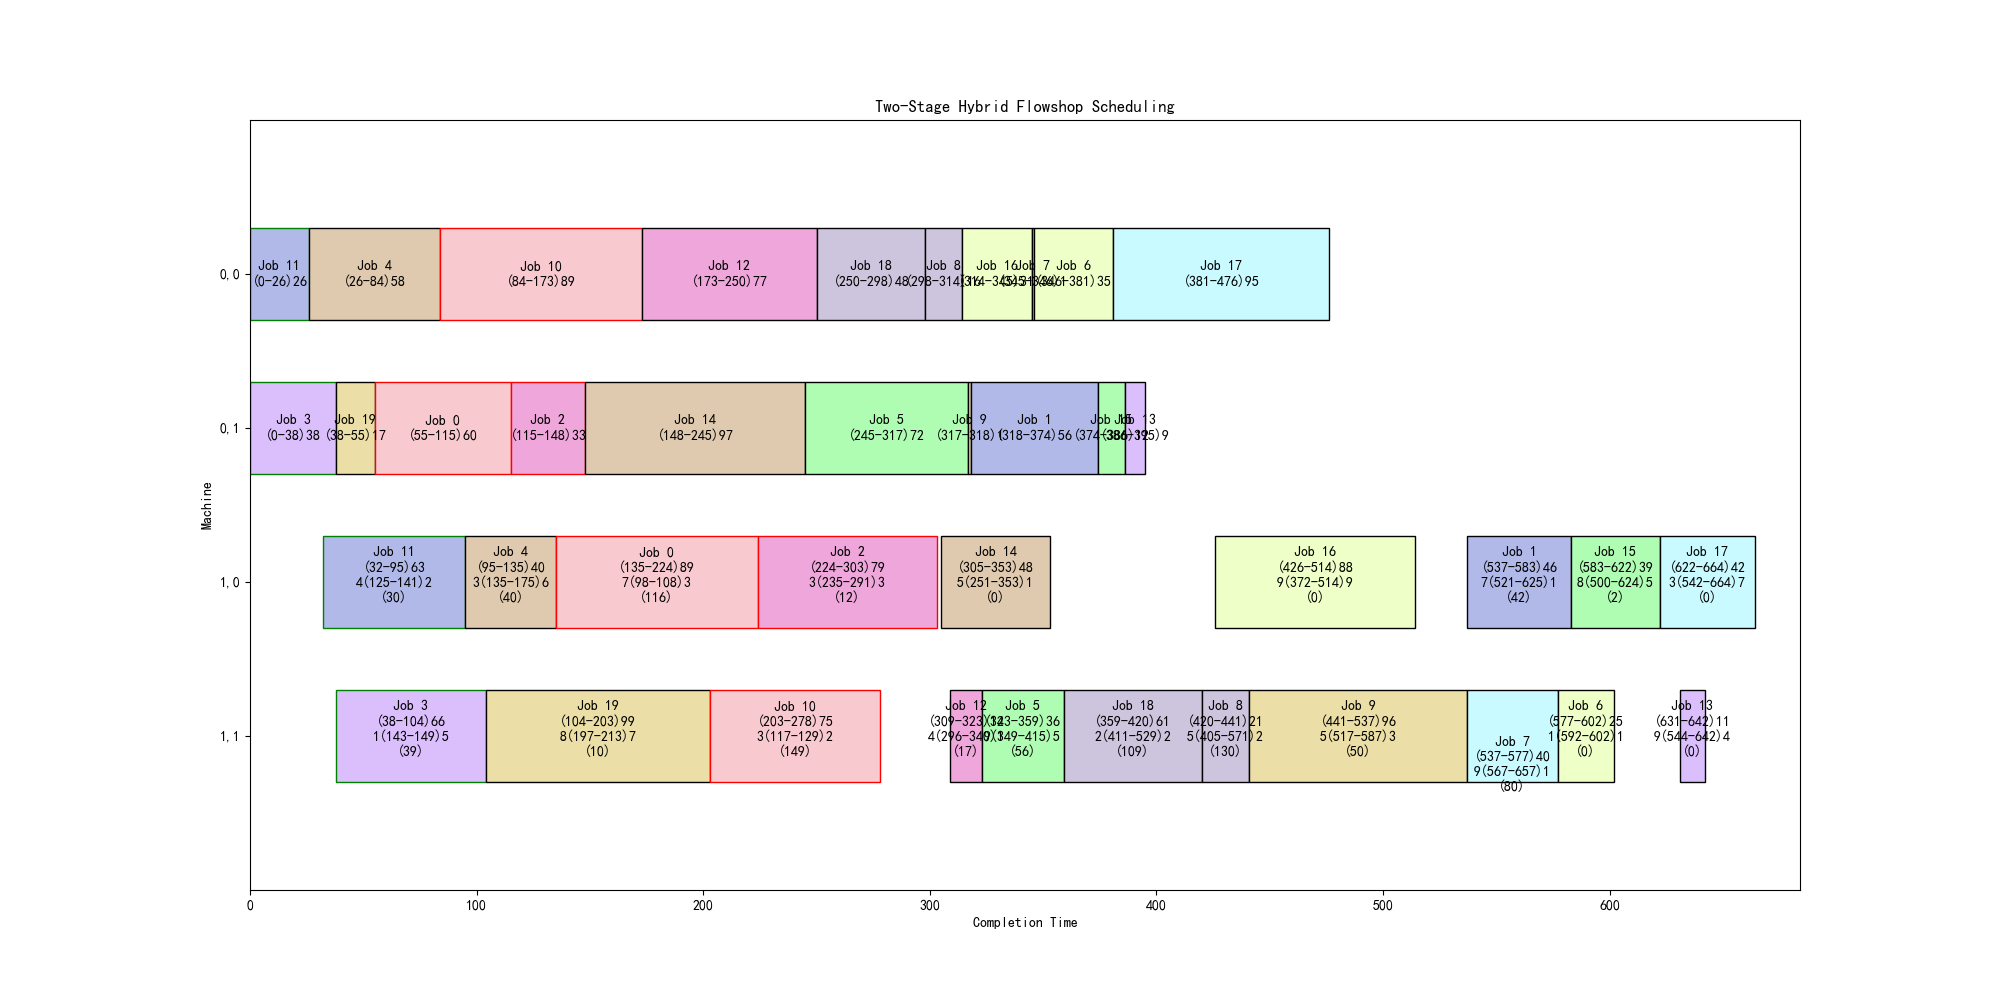 Two-Stage Hybrid Flowshop Scheduling
0,0
Job 11
(0-26)26
Job 4
(26-84)58
Job 10
(84-173)89
Job 12
(173-250)77
Job 18
(250-298)48
Job 8
(298-314)16
Job 16
(314-345)31
Job 7
(345-346)1
Job 6
(346-381)35
Job 17
(381-476)95
0,1
Job 3
(0-38)38
Job 19
(38-55)17
Job 0
(55-115)60
Job 2
(115-148)33
Job 14
(148-245)97
Job 5
(245-317)72
Job 9
(317-318)1
Job 1
(318-374)56
Job 15
(374-386)12
Job 13
(386-395)9
Machine
1,0
Job 11
(32-95)63
4(125-141)2
(30)
Job 4
(95-135)40
3(135-175)6
(40)
Job 0
(135-224)89
7(98-108)3
(116)
Job 2
(224-303)79
3(235-291)3
(12)
Job 14
(305-353)48
5(251-353)1
(0)
Job 16
(426-514)88
9(372-514)9
(0)
Job 1
(537-583)46
7(521-625)1
(42)
Job 15
(583-622)39
8(500-624)5
(2)
Job 17
(622-664)42
3(542-664)7
(0)
1,1
Job 3
(38-104)66
1(143-149)5
(39)
Job 19
(104-203)99
8(197-213)7
(10)
Job 10
(203-278)75
3(117-129)2
(149)
Job 12
(309-323)14
(17)
Job 5
(323-359)36
(56)
Job 18
(359-420)61
2(411-529)2
(109)
Job 8
(420-441)21
5(405-571)2
(130)
Job 9
(441-537)96
5(517-587)3
(50)
Job 7
(537-577)40
9(567-657)1
(80)
Job 6
(577-602)25
1(592-602)1
(0)
Job 13
(631-642)11
9(544-642)4
(0)
0
100
200
300
400
500
600
Completion Time